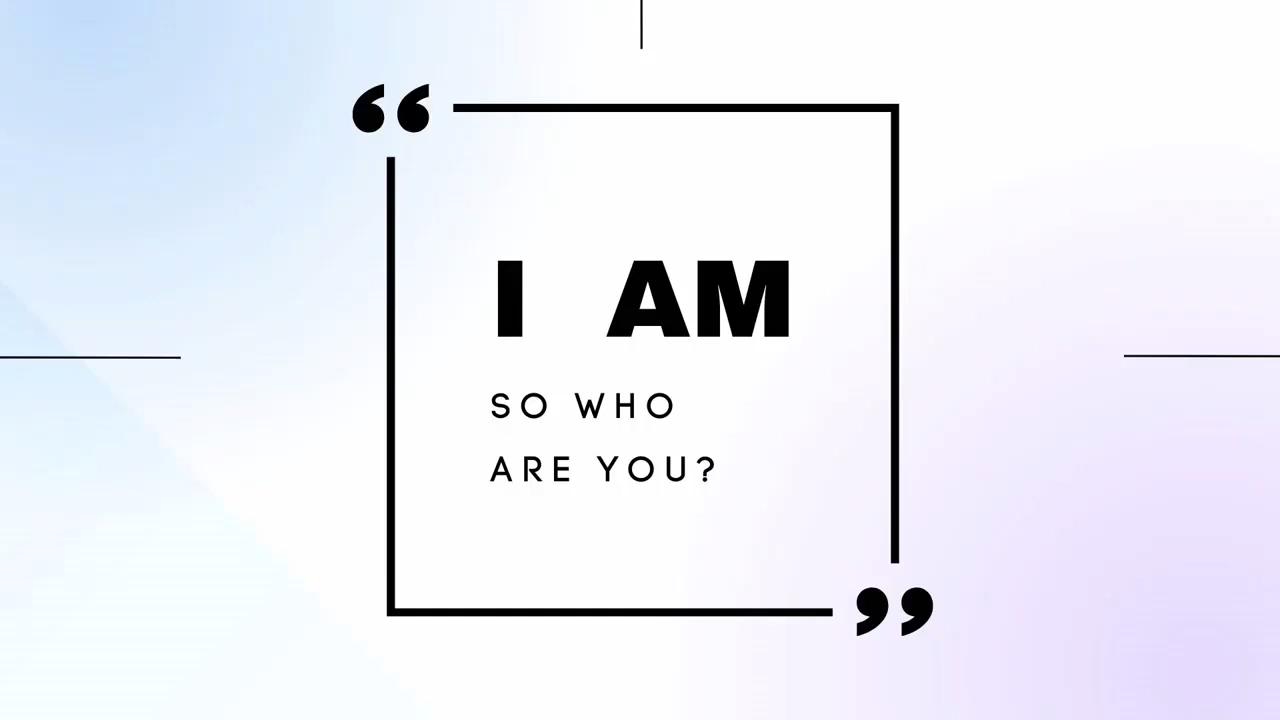 “
I AM
SO WHO
ARE YOU?
”